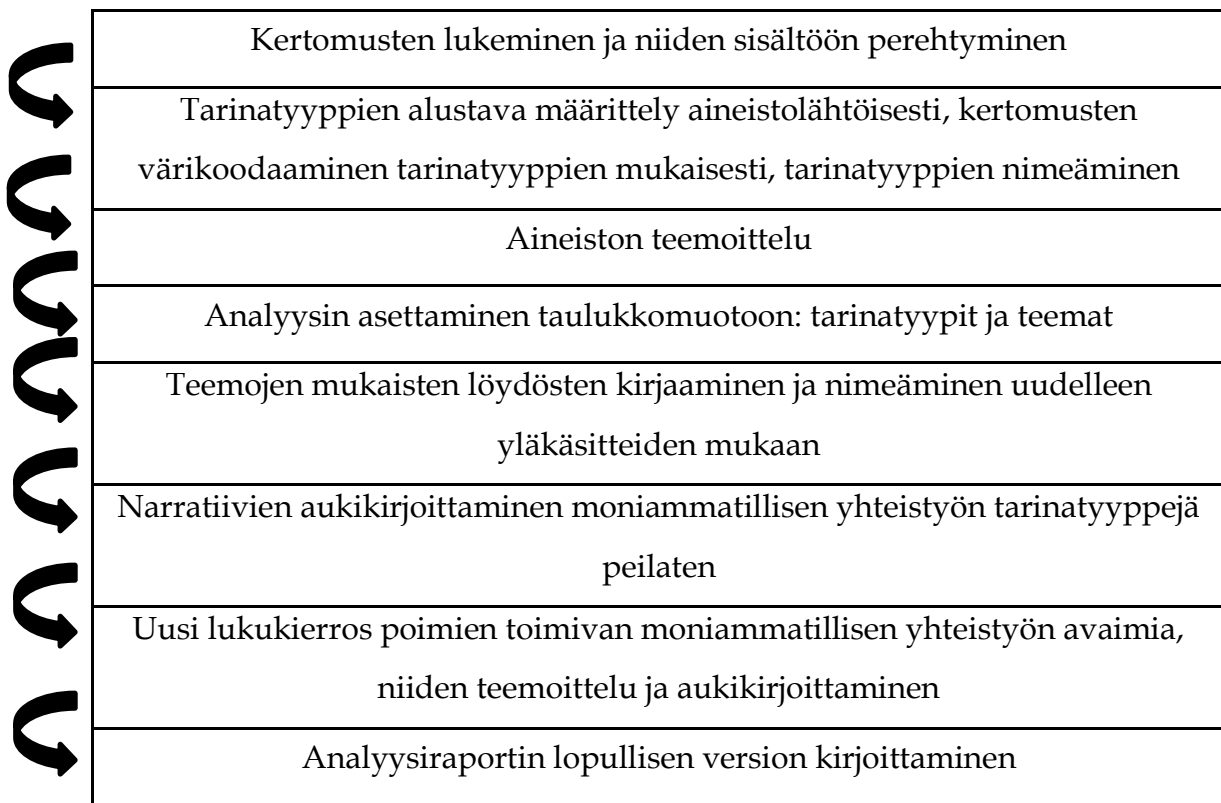 Kertomusten lukeminen ja niiden sisältöön perehtyminen
Tarinatyyppien alustava määrittely aineistolähtöisesti, kertomusten
värikoodaaminen tarinatyyppien mukaisesti, tarinatyyppien nimeäminen
Aineiston teemoittelu
Analyysin asettaminen taulukkomuotoon: tarinatyypit ja teemat
Teemojen mukaisten löydösten kirjaaminen ja nimeäminen uudelleen
yläkäsitteiden mukaan
Narratiivien aukikirjoittaminen moniammatillisen yhteistyön tarinatyyppejä
peilaten
Uusi lukukierros poimien toimivan moniammatillisen yhteistyön avaimia,
niiden teemoittelu ja aukikirjoittaminen
Analyysiraportin lopullisen version kirjoittaminen